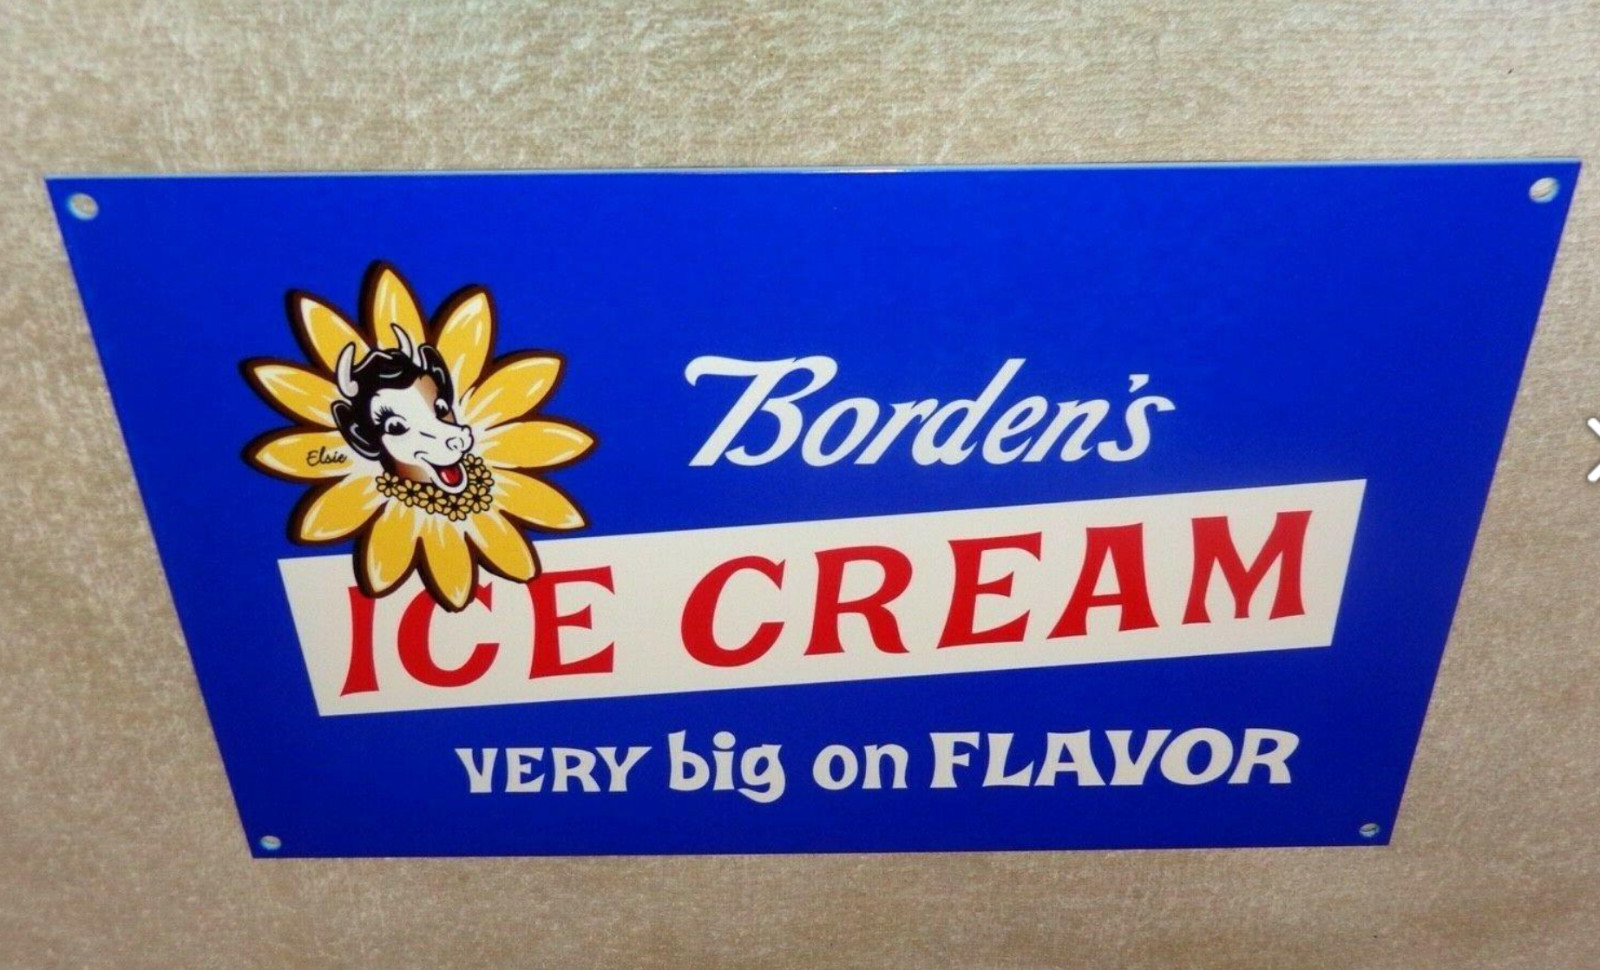 Elsie
Borden's
ICE CREAM
VERY big on FLAVOR